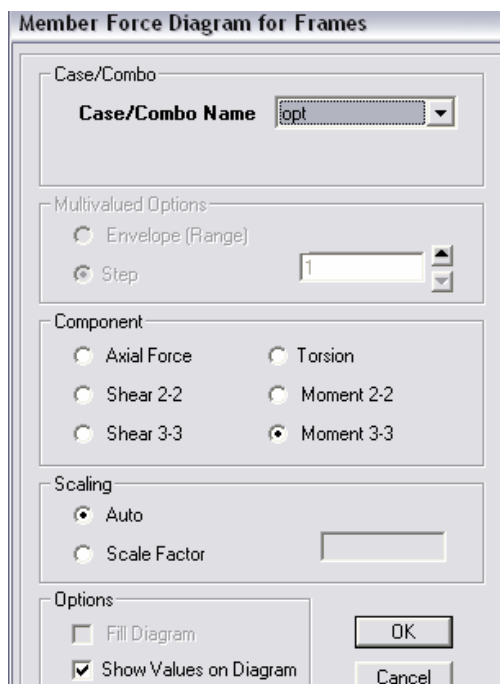 Member Force Diagram for Frames
Case/Combo
Case/Combo Name opt
Multivalued Options
Envelope (Range)
Step 1
Component
Axial Force Torsion
Shear 2-2 Moment 2-2
Shear 3-3 Moment 3-3
Scaling
Auto
Scale Factor
Options
Fill Diagram OK
Show Values on Diagram Cancel